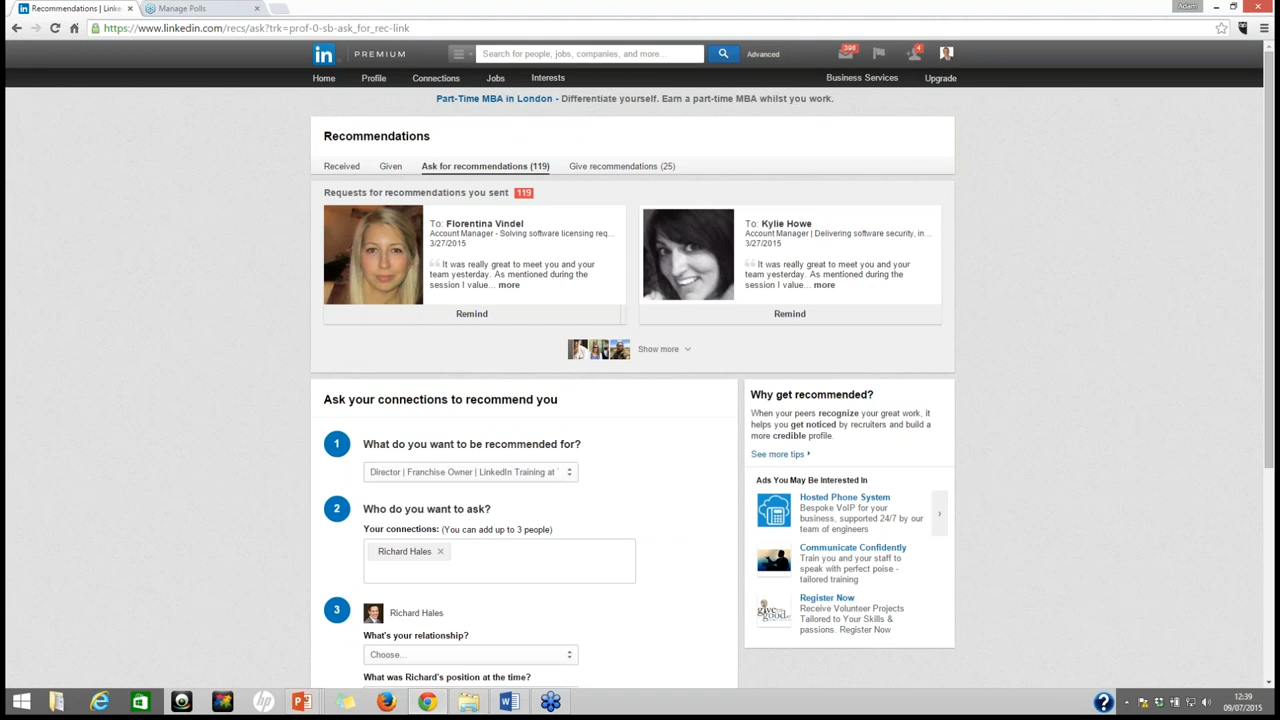 Recommendations | Linke
Manage Polls
Adam
https://www.linkedin.com/recs/ask?trk=prof-0-sb-ask_for_rec-link
in PREMIUM
Search for people, jobs, companies, and more...
Advanced
398
4
Home Profile Connections Jobs Interests
Business Services Upgrade
Part-Time MBA in London - Differentiate yourself. Earn a part-time MBA whilst you work.
Recommendations
Received Given Ask for recommendations (119) Give recommendations (25)
Requests for recommendations you sent 119
To: Florentina Vindel
Account Manager - Solving software licensing req...
3/27/2015
It was really great to meet you and your
team yesterday. As mentioned during the
session I value... more
Remind
To: Kylie Howe
Account Manager | Delivering software security, in...
3/27/2015
It was really great to meet you and your
team yesterday. As mentioned during the
session I value... more
Remind
Show more
Ask your connections to recommend you
1 What do you want to be recommended for?
Director | Franchise Owner | LinkedIn Training at
2 Who do you want to ask?
Your connections: (You can add up to 3 people)
Richard Hales
3 Richard Hales
What's your relationship?
Choose...
What was Richard's position at the time?
Why get recommended?
When your peers recognize your great work, it
helps you get noticed by recruiters and build a
more credible profile.
See more tips
Ads You May Be Interested In
Hosted Phone System
Bespoke VoIP for your
business, supported 24/7 by our
team of engineers
Communicate Confidently
Train you and your staff to
speak with perfect poise -
tailored training
Register Now
Receive Volunteer Projects
Tailored to Your Skills &
passions. Register Now
12:39
09/07/2015